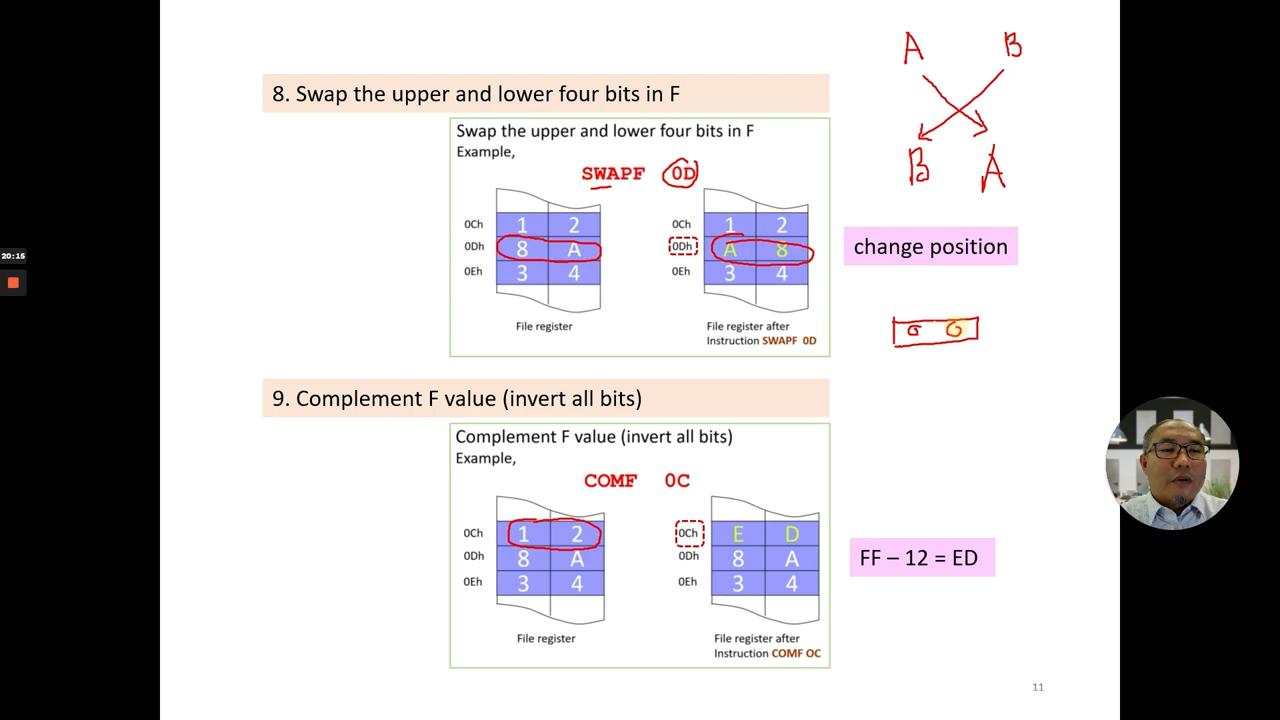 8. Swap the upper and lower four bits in F
Swap the upper and lower four bits in F
Example,
SWAPF 0D
0Ch 1 2
0Dh 8 A
0Eh 3 4
File register
0Ch 1 2
0Dh A 8
0Eh 3 4
File register after
Instruction SWAPF 0D
A B
B A
change position
20:15
9. Complement F value (invert all bits)
Complement F value (invert all bits)
Example,
COMF 0C
0Ch 1 2
0Dh 8 A
0Eh 3 4
File register
0Ch E D
0Dh 8 A
0Eh 3 4
File register after
Instruction COMF OC
FF – 12 = ED
11